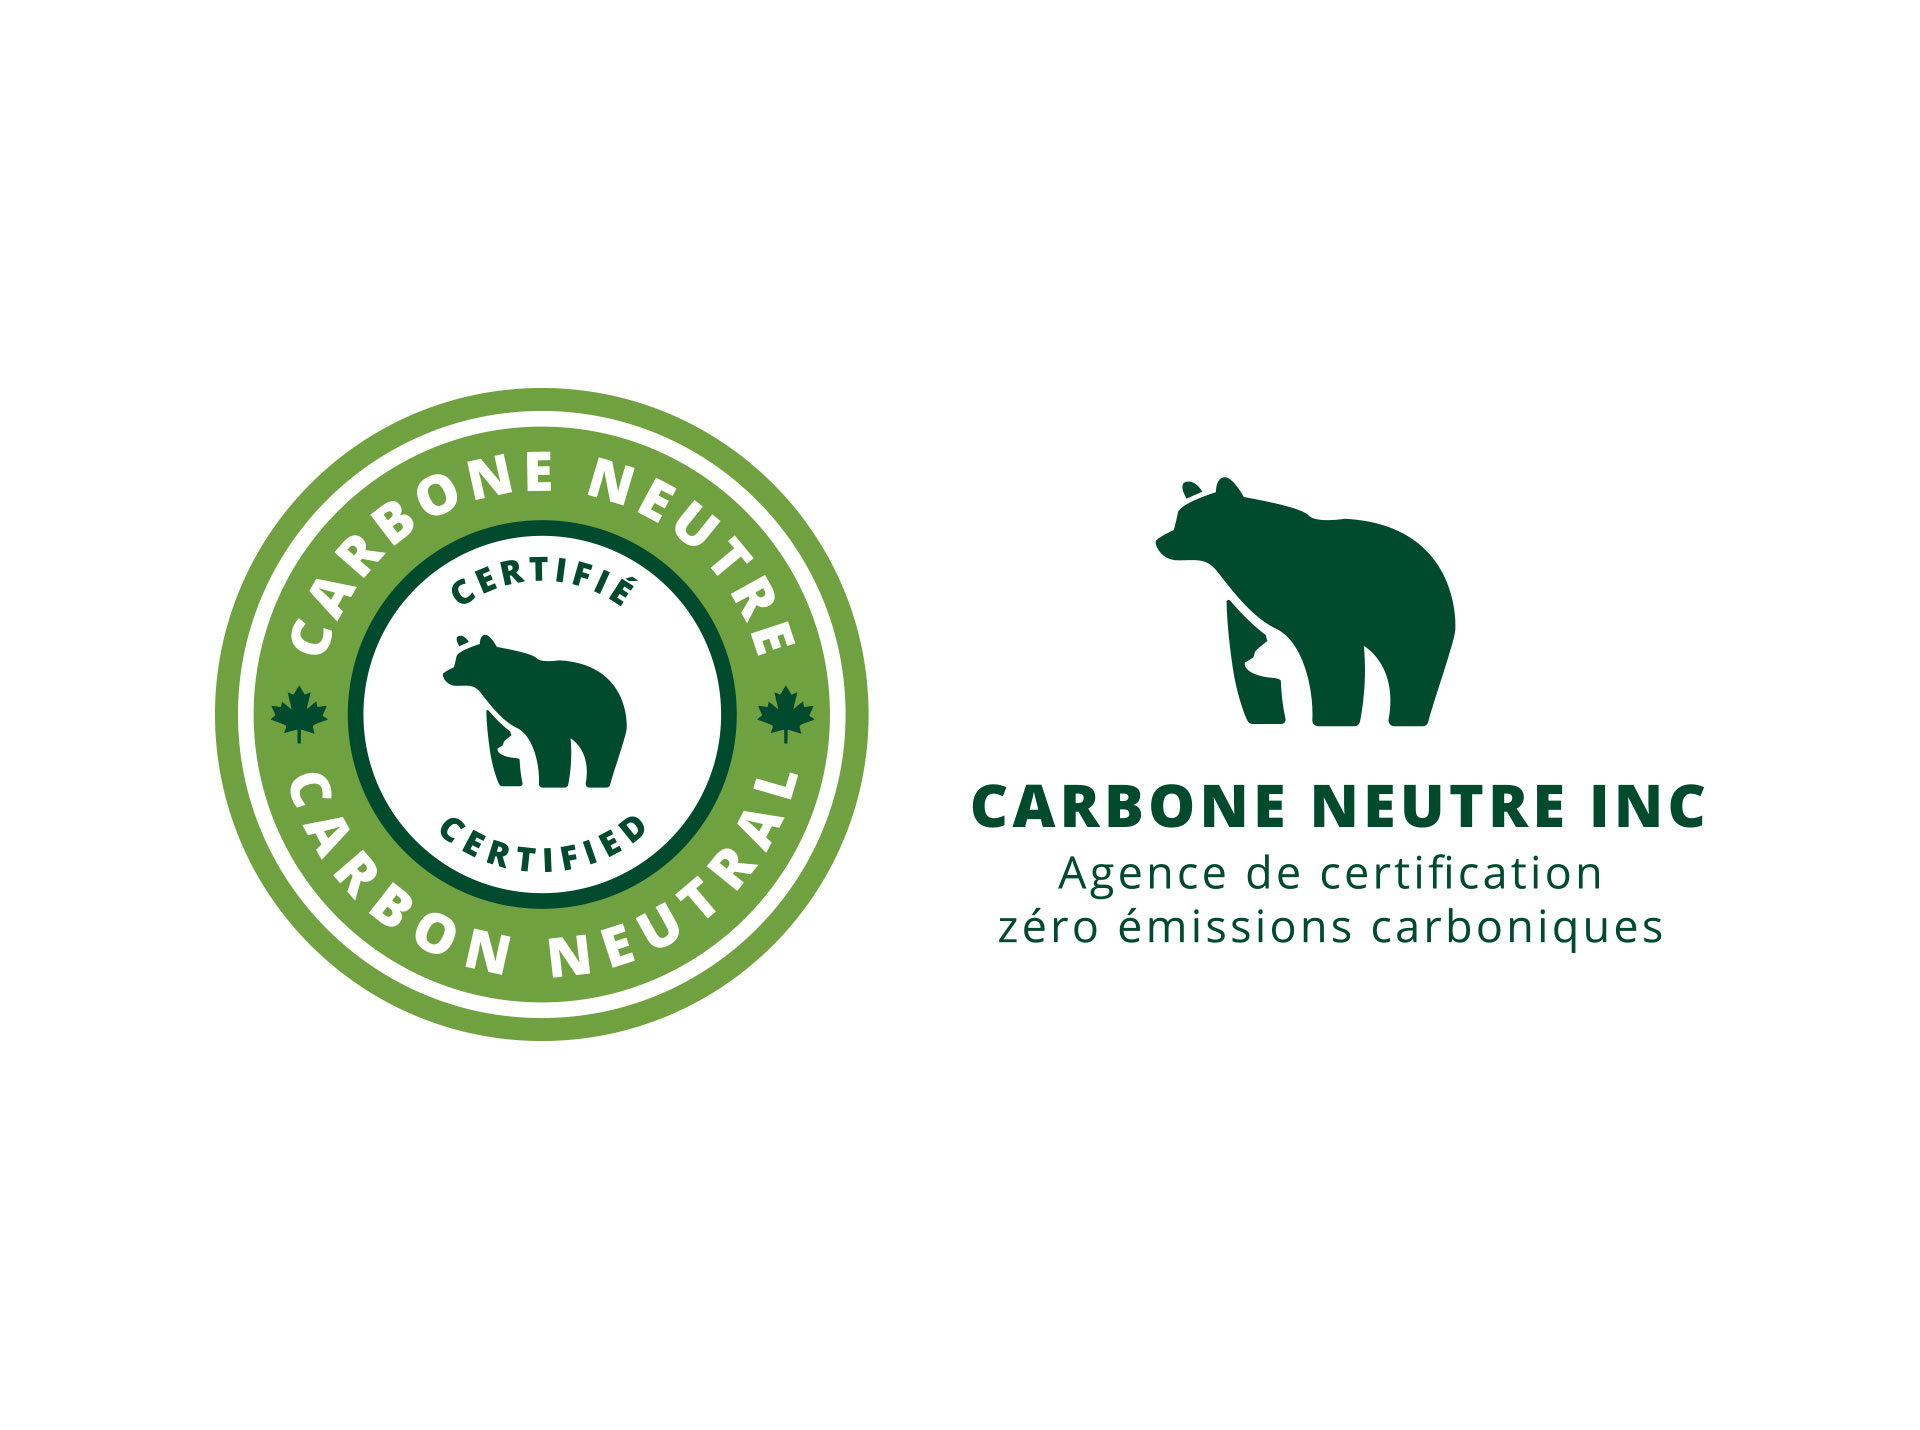 CARBONE NEUTRE
CERTIFIÉ
CERTIFIED
CARBON NEUTRAL
CARBONE NEUTRE INC
Agence de certification
zéro émissions carboniques